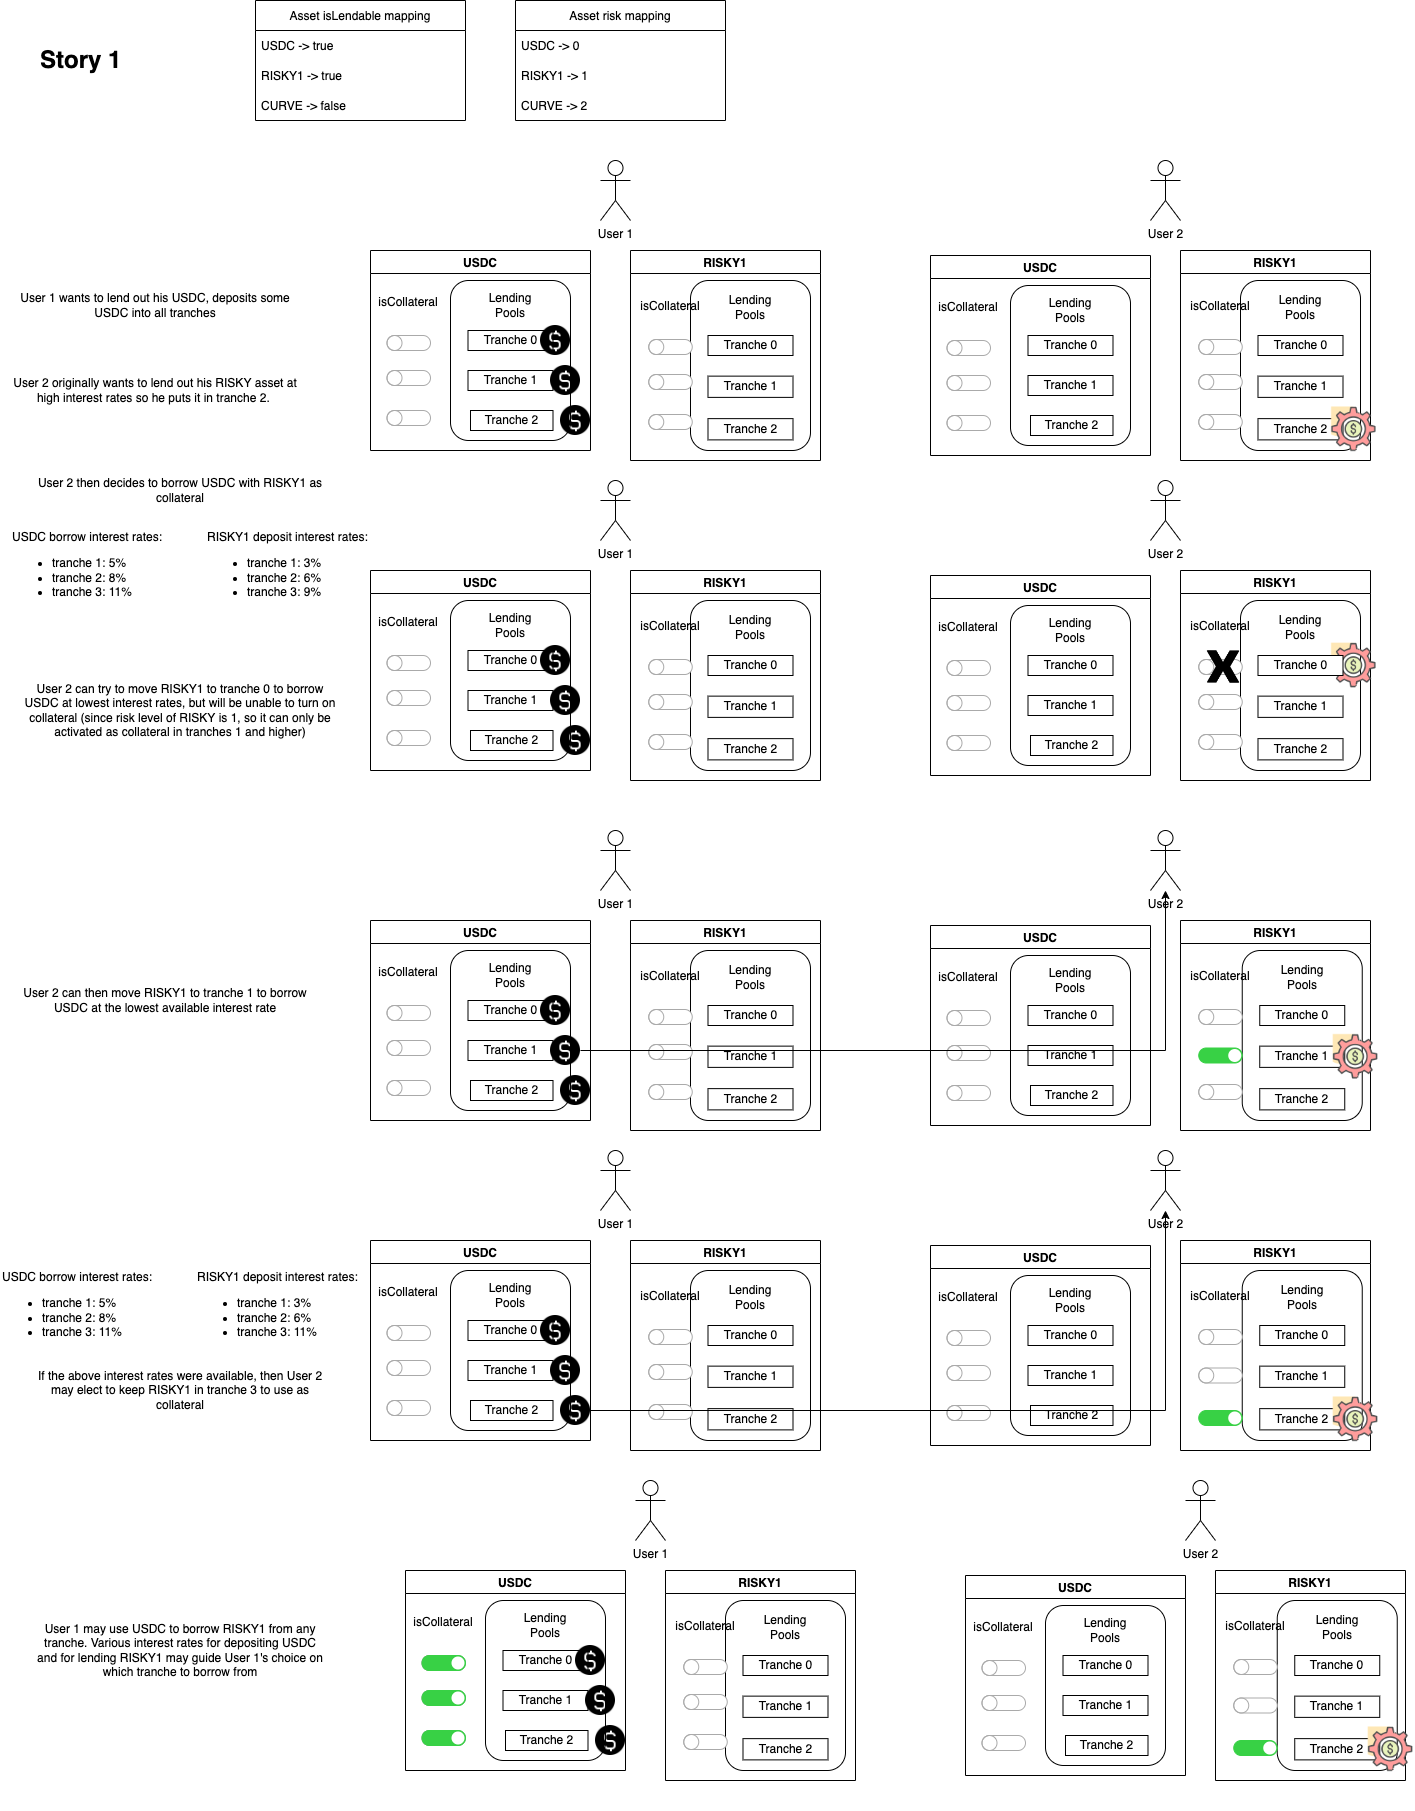 Story 1
Asset isLendable mapping
USDC -> true
RISKY1 -> true
CURVE -> false
Asset risk mapping
USDC -> 0
RISKY1 -> 1
CURVE -> 2
User 1 wants to lend out his USDC, deposits some
USDC into all tranches
User 2 originally wants to lend out his RISKY asset at
high interest rates so he puts it in tranche 2.
User 1
USDC
isCollateral
Lending
Pools
Tranche 0
Tranche 1
Tranche 2
RISKY1
isCollateral
Lending
Pools
Tranche 0
Tranche 1
Tranche 2
User 2
USDC
isCollateral
Lending
Pools
Tranche 0
Tranche 1
Tranche 2
RISKY1
isCollateral
Lending
Pools
Tranche 0
Tranche 1
Tranche 2
User 2 then decides to borrow USDC with RISKY1 as
collateral
USDC borrow interest rates:
• tranche 1: 5%
• tranche 2: 8%
• tranche 3: 11%
RISKY1 deposit interest rates:
• tranche 1: 3%
• tranche 2: 6%
• tranche 3: 9%
User 2 can try to move RISKY1 to tranche 0 to borrow
USDC at lowest interest rates, but will be unable to turn on
collateral (since risk level of RISKY is 1, so it can only be
activated as collateral in tranches 1 and higher)
User 1
USDC
isCollateral
Lending
Pools
Tranche 0
Tranche 1
Tranche 2
RISKY1
isCollateral
Lending
Pools
Tranche 0
Tranche 1
Tranche 2
User 2
USDC
isCollateral
Lending
Pools
Tranche 0
Tranche 1
Tranche 2
RISKY1
isCollateral
Lending
Pools
X
Tranche 0
Tranche 1
Tranche 2
User 2 can then move RISKY1 to tranche 1 to borrow
USDC at the lowest available interest rate
User 1
USDC
isCollateral
Lending
Pools
Tranche 0
Tranche 1
Tranche 2
RISKY1
isCollateral
Lending
Pools
Tranche 0
Tranche 1
Tranche 2
User 2
USDC
isCollateral
Lending
Pools
Tranche 0
Tranche 1
Tranche 2
RISKY1
isCollateral
Lending
Pools
Tranche 0
Tranche 1
Tranche 2
USDC borrow interest rates:
• tranche 1: 5%
• tranche 2: 8%
• tranche 3: 11%
RISKY1 deposit interest rates:
• tranche 1: 3%
• tranche 2: 6%
• tranche 3: 11%
If the above interest rates were available, then User 2
may elect to keep RISKY1 in tranche 3 to use as
collateral
User 1
USDC
isCollateral
Lending
Pools
Tranche 0
Tranche 1
Tranche 2
RISKY1
isCollateral
Lending
Pools
Tranche 0
Tranche 1
Tranche 2
User 2
USDC
isCollateral
Lending
Pools
Tranche 0
Tranche 1
Tranche 2
RISKY1
isCollateral
Lending
Pools
Tranche 0
Tranche 1
Tranche 2
User 1 may use USDC to borrow RISKY1 from any
tranche. Various interest rates for depositing USDC
and for lending RISKY1 may guide User 1's choice on
which tranche to borrow from
User 1
USDC
isCollateral
Lending
Pools
Tranche 0
Tranche 1
Tranche 2
RISKY1
isCollateral
Lending
Pools
Tranche 0
Tranche 1
Tranche 2
User 2
USDC
isCollateral
Lending
Pools
Tranche 0
Tranche 1
Tranche 2
RISKY1
isCollateral
Lending
Pools
Tranche 0
Tranche 1
Tranche 2